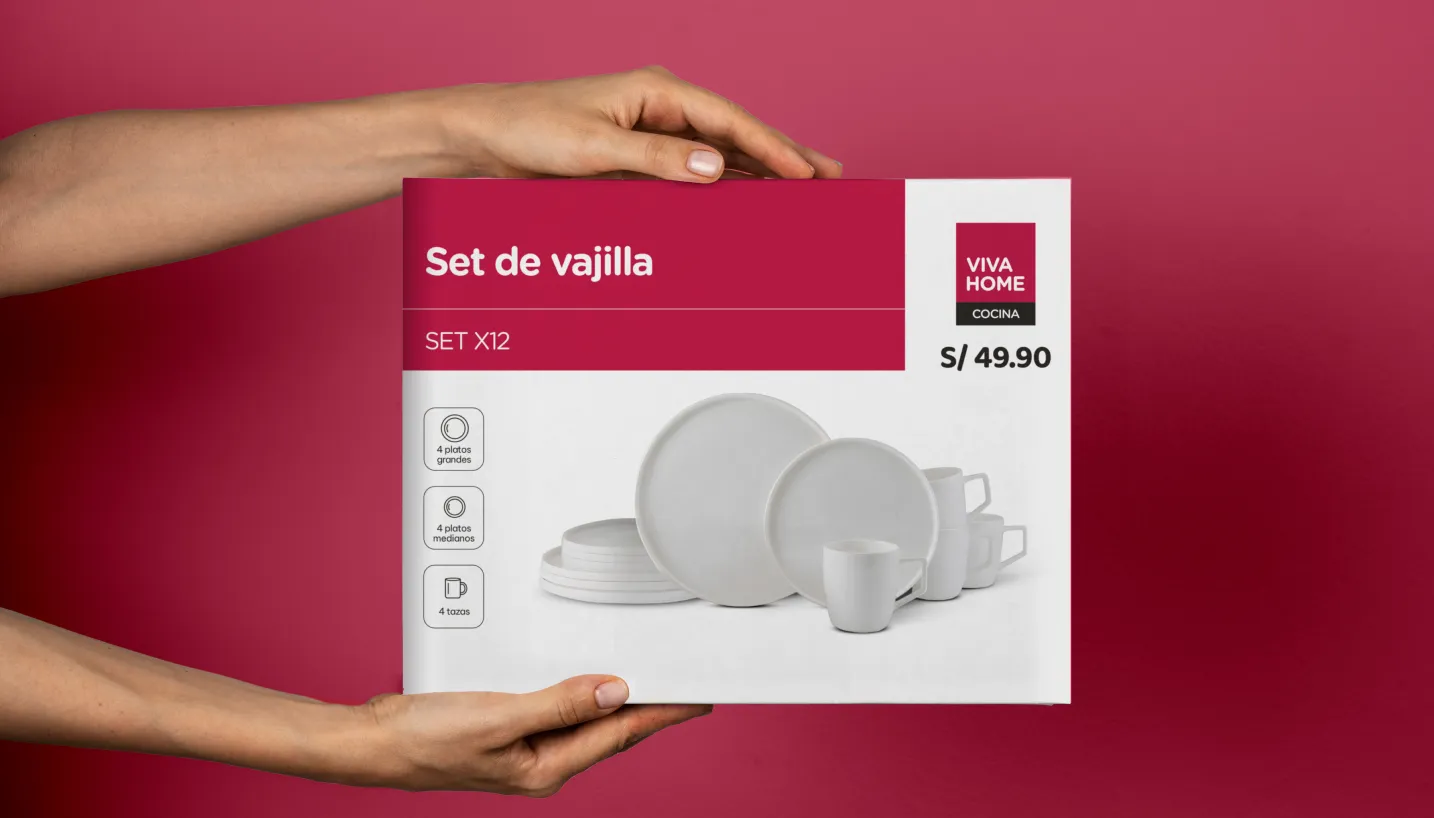 Set de vajilla
SET X12
VIVA
HOME
COCINA
S/ 49.90
4 platos
grandes
4 platos
medianos
4 tazas